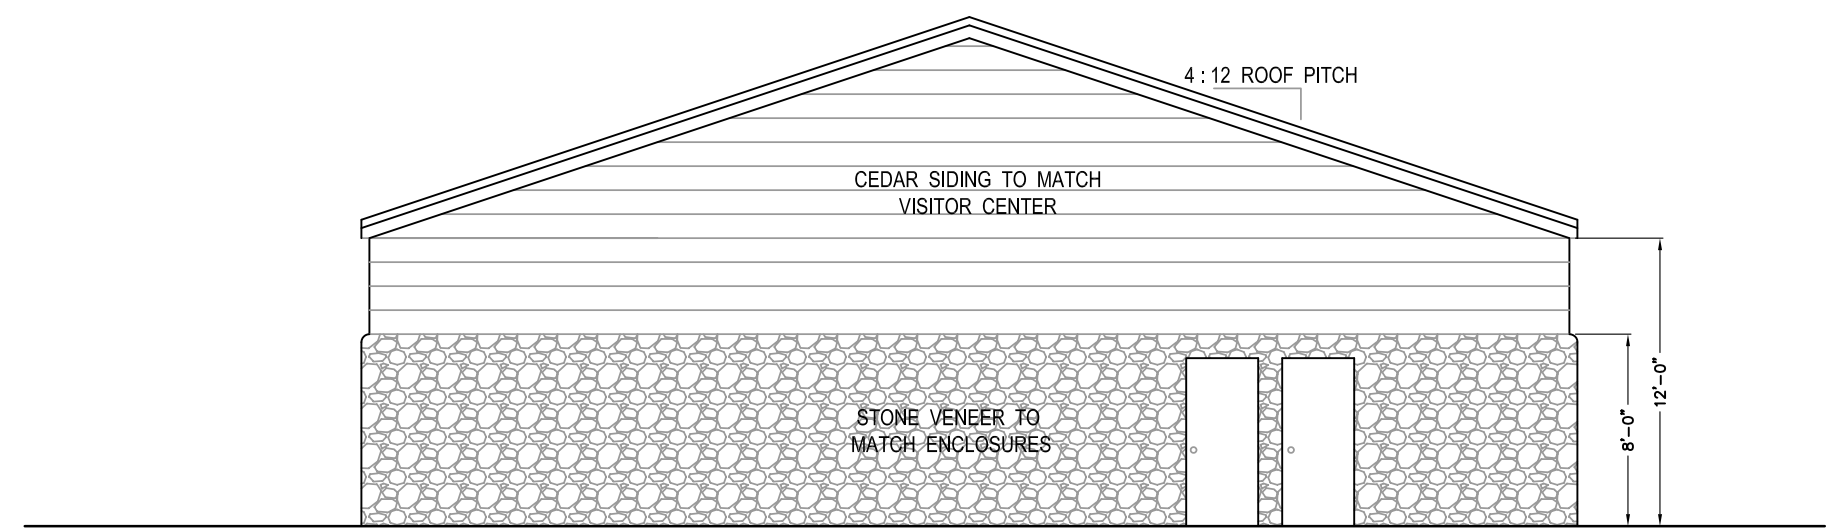 4 : 12 ROOF PITCH
CEDAR SIDING TO MATCH
VISITOR CENTER
STONE VENEER TO
MATCH ENCLOSURES
8'-0"
12'-0"